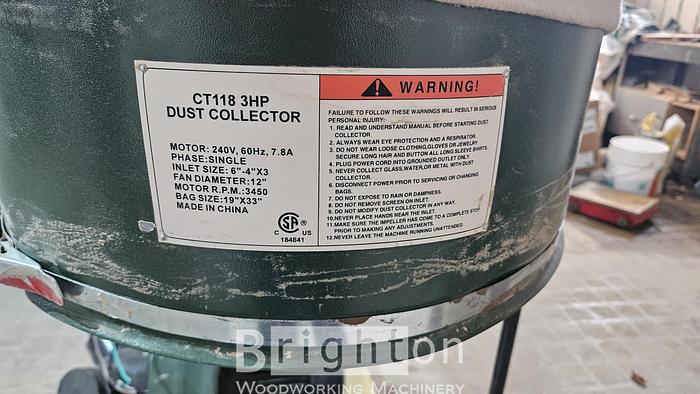 CT118 3HP
DUST COLLECTOR
MOTOR: 240V, 60Hz, 7.8A
PHASE:SINGLE
INLET SIZE: 6"-4"X3
FAN DIAMETER:12"
MOTOR R.P.M.:3450
BAG SIZE:19"X33"
MADE IN CHINA
SA
®
C US
184841
WARNING!
FAILURE TO FOLLOW THESE WARNINGS WILL RESULT IN SERIOUS
PERSONAL INJURY:
1. READ AND UNDERSTAND MANUAL BEFORE STARTING DUST
COLLECTOR.
2. ALWAYS WEAR EYE PROTECTION AND A RESPIRATOR.
3. DO NOT WEAR LOOSE CLOTHING,GLOVES OR JEWELRY
SECURE LONG HAIR AND BUTTON ALL LONG SLEEVE SHIRTS.
4. PLUG POWER CORD INTO GROUNDED OUTLET ONLY.
5. NEVER COLLECT GLASS,WATER,OR METAL WITH DUST
COLLECTOR.
6. DISCONNECT POWER PRIOR TO SERVICING OR CHANGING
BAGS.
7. DO NOT EXPOSE TO RAIN OR DAMPNESS.
8. DO NOT REMOVE SCREEN ON INLET.
9. DO NOT MODIFY DUST COLLECTOR IN ANY WAY.
10.NEVER PLACE HANDS NEAR THE INLET.
11.MAKE SURE THE IMPELLER HAS COME TO A COMPLETE STOP
PRIOR TO MAKING ANY ADJUSTMENTS.
12.NEVER LEAVE THE MACHINE RUNNING UNATTENDED.
Brighton
WOODWORKING MACHINERY